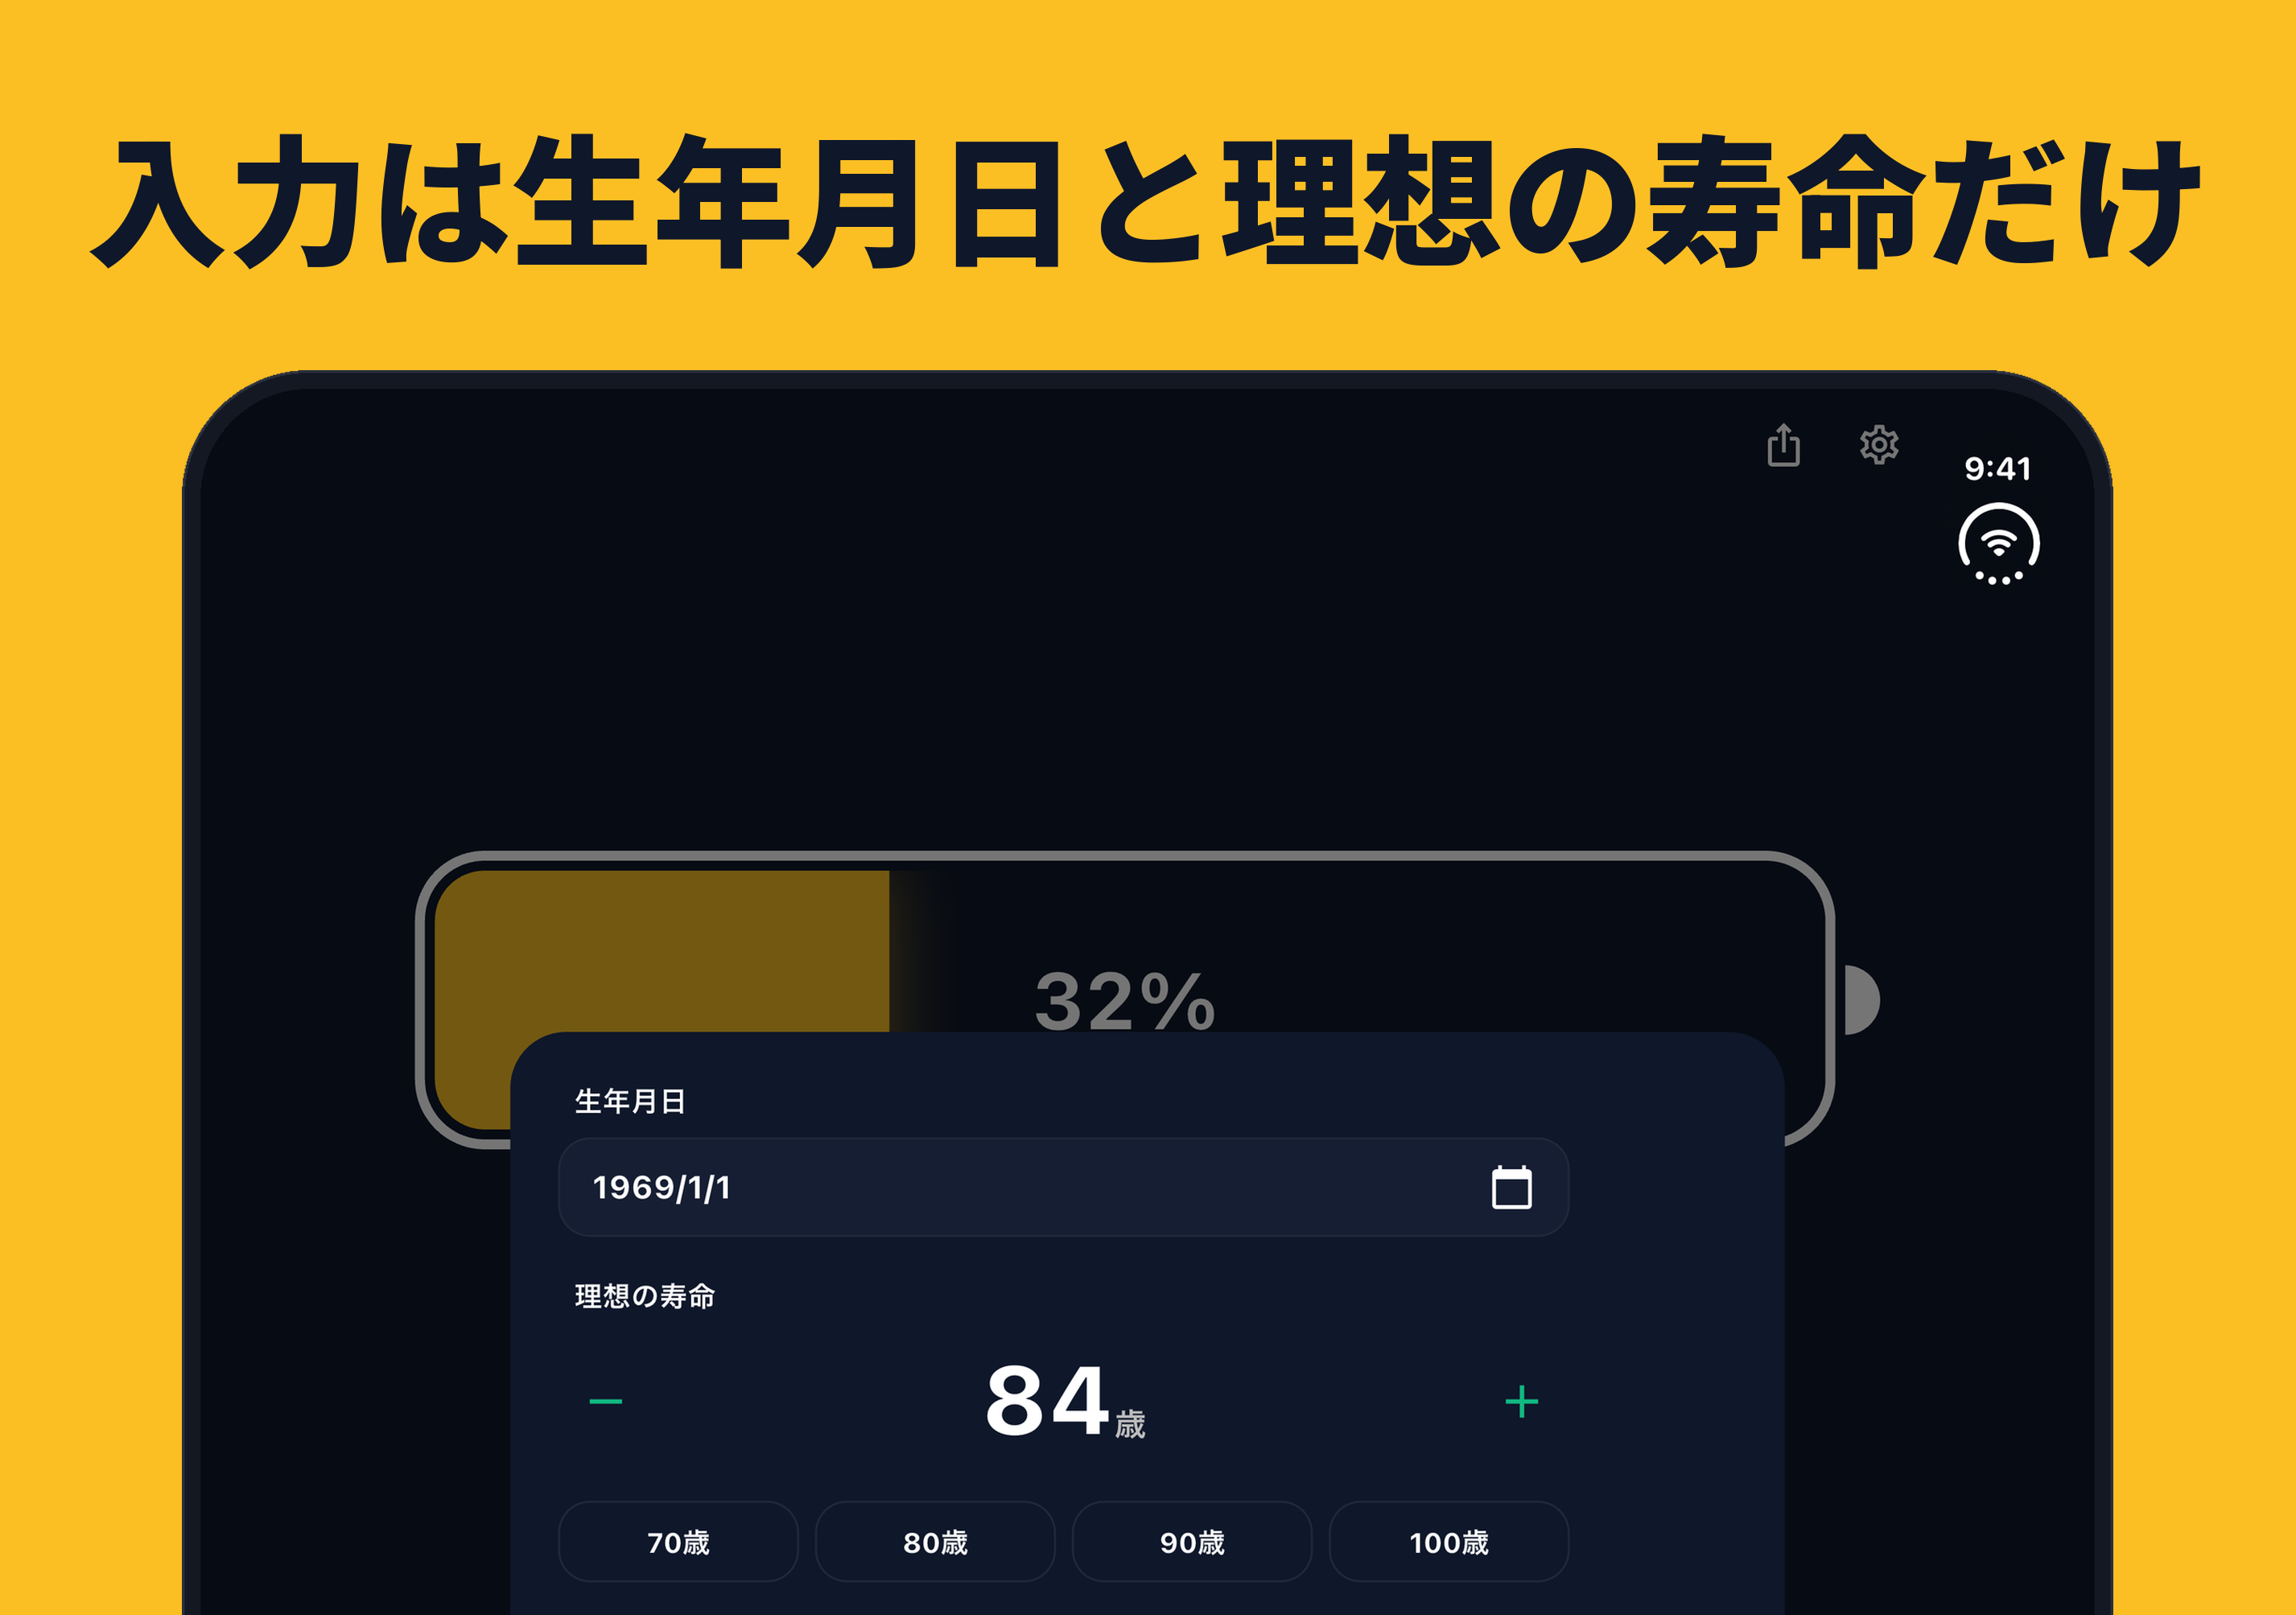 入力は生年月日と理想の寿命だけ
9:41
32%
生年月日
1969/1/1
理想の寿命
84歳
70歳 80歳 90歳 100歳